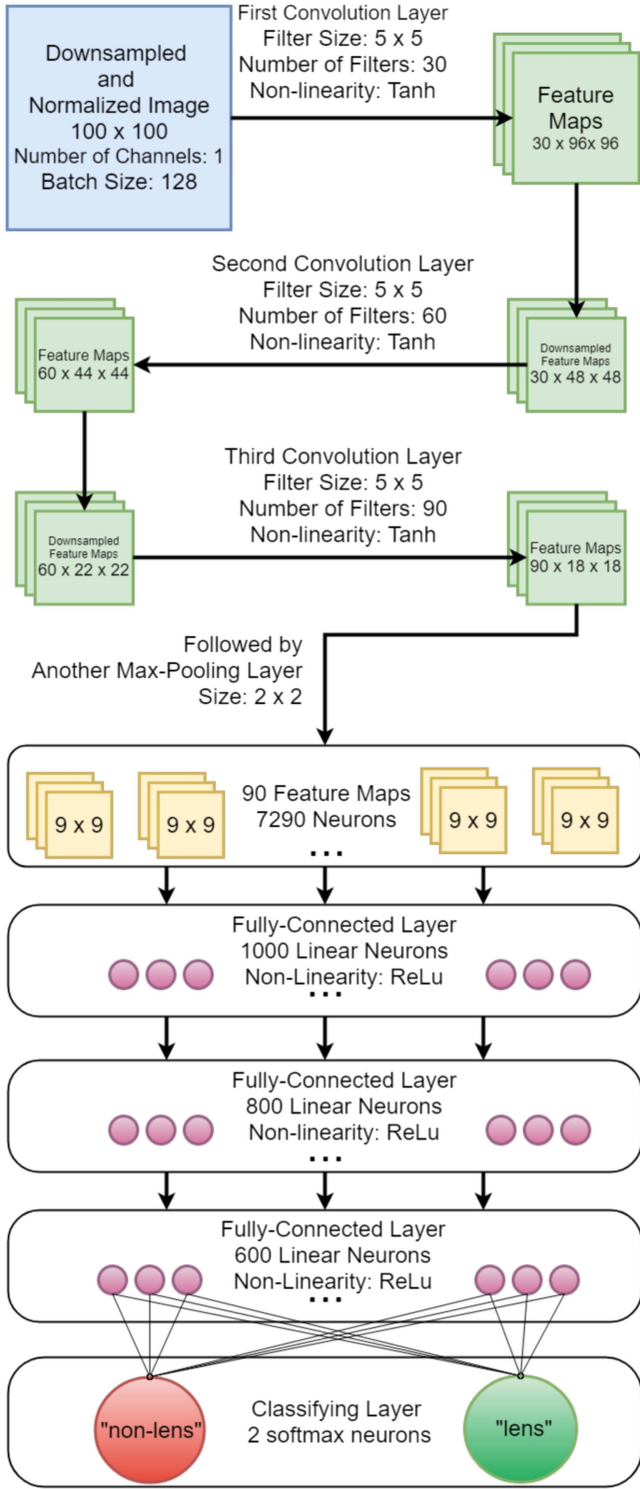 Downsampled
and
Normalized Image
100 x 100
Number of Channels: 1
Batch Size: 128
First Convolution Layer
Filter Size: 5 x 5
Number of Filters: 30
Non-linearity: Tanh
Feature
Maps
30 x 96x 96
Second Convolution Layer
Filter Size: 5 x 5
Number of Filters: 60
Non-linearity: Tanh
Downsampled
Feature Maps
30 x 48 x 48
Feature Maps
60 x 44 x 44
Third Convolution Layer
Filter Size: 5 x 5
Number of Filters: 90
Non-linearity: Tanh
Downsampled
Feature Maps
60 x 22 x 22
Feature Maps
90 x 18 x 18
Followed by
Another Max-Pooling Layer
Size: 2 x 2
9 x 9
9 x 9
90 Feature Maps
7290 Neurons
...
9 x 9
9 x 9
Fully-Connected Layer
1000 Linear Neurons
Non-Linearity: ReLu
...
Fully-Connected Layer
800 Linear Neurons
Non-linearity: ReLu
...
Fully-Connected Layer
600 Linear Neurons
Non-Linearity: ReLu
...
"non-lens"
Classifying Layer
2 softmax neurons
"lens"